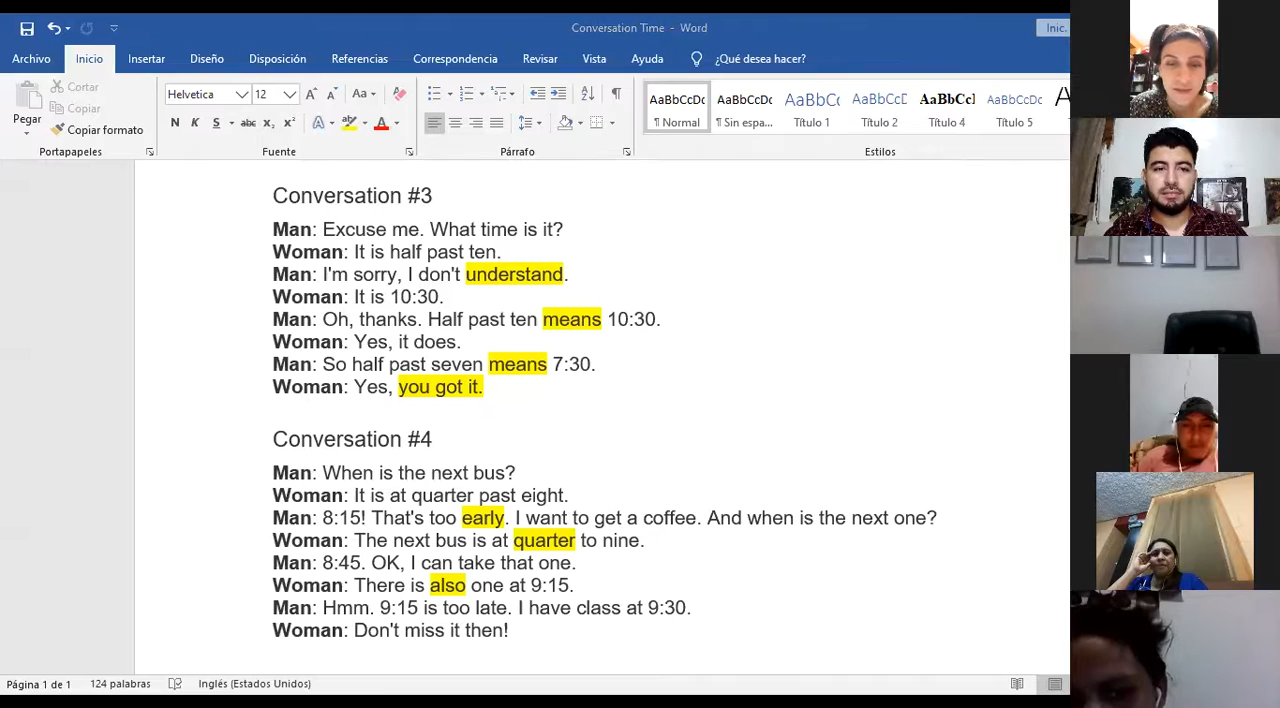 Conversation Time - Word
Inic.
Archivo Inicio Insertar Diseño Disposición Referencias Correspondencia Revisar Vista Ayuda ¿Qué desea hacer?
Pegar
Cortar
Copiar
Copiar formato
Portapapeles
Helvetica 12
Aa
N K S abc x₂ x²
A A
Fuente
Párrafo
AaBbCcDc AaBbCcDc AaBbC AaBbCcD AaBbCcI AaBbCcD
¶ Normal ¶ Sin espa... Título 1 Título 2 Título 4 Título 5
Estilos
Conversation #3
Man: Excuse me. What time is it?
Woman: It is half past ten.
Man: I'm sorry, I don't understand.
Woman: It is 10:30.
Man: Oh, thanks. Half past ten means 10:30.
Woman: Yes, it does.
Man: So half past seven means 7:30.
Woman: Yes, you got it.
Conversation #4
Man: When is the next bus?
Woman: It is at quarter past eight.
Man: 8:15! That's too early. I want to get a coffee. And when is the next one?
Woman: The next bus is at quarter to nine.
Man: 8:45. OK, I can take that one.
Woman: There is also one at 9:15.
Man: Hmm. 9:15 is too late. I have class at 9:30.
Woman: Don't miss it then!
Página 1 de 1 124 palabras Inglés (Estados Unidos)